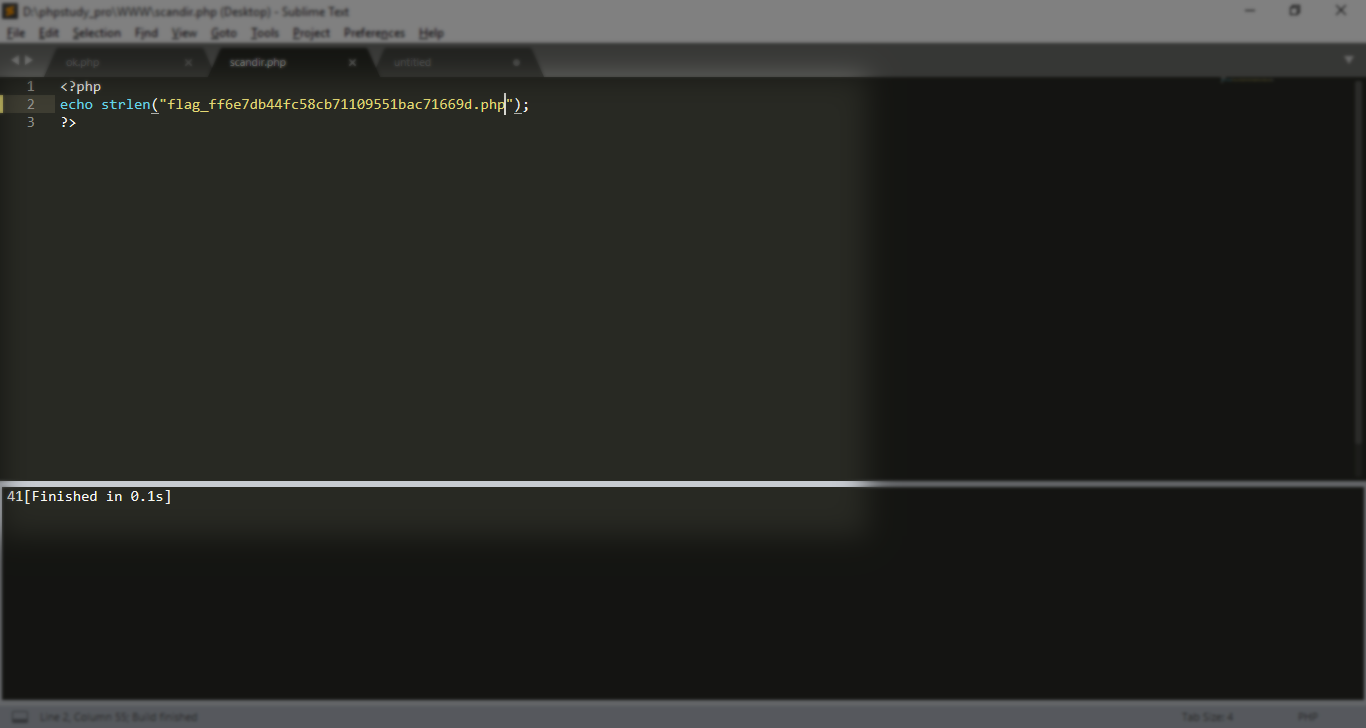 D:\phpstudy_pro\WWW\scandir.php (Desktop) - Sublime Text
File Edit Selection Find View Goto Tools Project Preferences Help
ok.php scandir.php untitled
1 <?php
2 echo strlen("flag_ff6e7db44fc58cb71109551bac71669d.php");
3 ?>
41[Finished in 0.1s]
Line 2, Column 55; Build finished Tab Size: 4 PHP